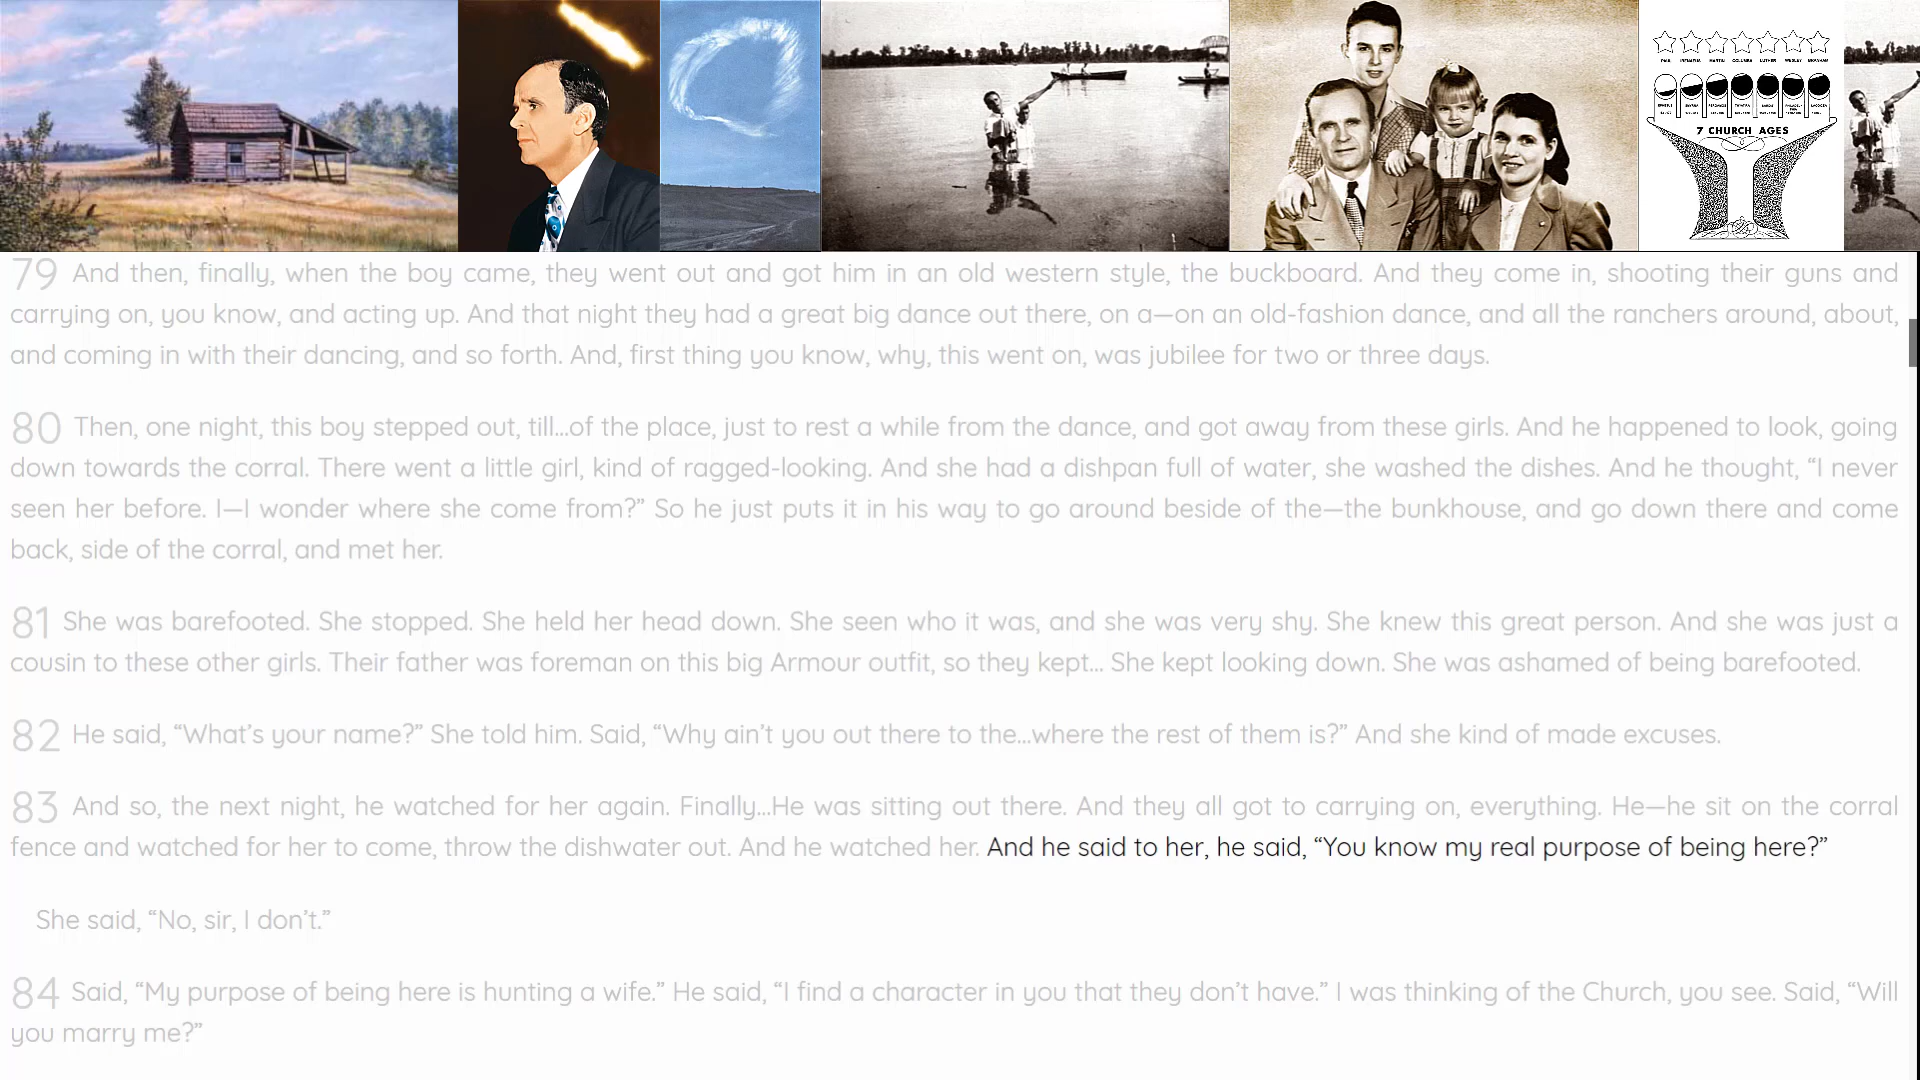 PAUL IRENAEUS MARTIN COLUMBA LUTHER WESLEY BRANHAM
7 CHURCH AGES
79 And then, finally, when the boy came, they went out and got him in an old western style, the buckboard. And they come in, shooting their guns and
carrying on, you know, and acting up. And that night they had a great big dance out there, on a—on an old-fashion dance, and all the ranchers around, about,
and coming in with their dancing, and so forth. And, first thing you know, why, this went on, was jubilee for two or three days.
80 Then, one night, this boy stepped out, till...of the place, just to rest a while from the dance, and got away from these girls. And he happened to look, going
down towards the corral. There went a little girl, kind of ragged-looking. And she had a dishpan full of water, she washed the dishes. And he thought, “I never
seen her before. I—I wonder where she come from?” So he just puts it in his way to go around beside of the—the bunkhouse, and go down there and come
back, side of the corral, and met her.
81 She was barefooted. She stopped. She held her head down. She seen who it was, and she was very shy. She knew this great person. And she was just a
cousin to these other girls. Their father was foreman on this big Armour outfit, so they kept... She kept looking down. She was ashamed of being barefooted.
82 He said, “What’s your name?” She told him. Said, “Why ain’t you out there to the...where the rest of them is?” And she kind of made excuses.
83 And so, the next night, he watched for her again. Finally...He was sitting out there. And they all got to carrying on, everything. He—he sit on the corral
fence and watched for her to come, throw the dishwater out. And he watched her. And he said to her, he said, “You know my real purpose of being here?”
She said, “No, sir, I don’t.”
84 Said, “My purpose of being here is hunting a wife.” He said, “I find a character in you that they don’t have.” I was thinking of the Church, you see. Said, “Will
you marry me?”